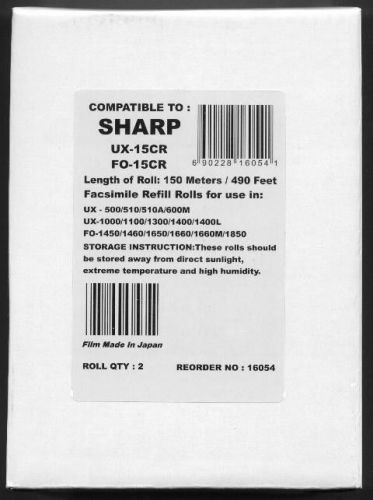 COMPATIBLE TO :
SHARP
UX-15CR
FO-15CR
6 90228 16054 1
Length of Roll: 150 Meters / 490 Feet
Facsimile Refill Rolls for use in:
UX - 500/510/510A/600M
UX-1000/1100/1300/1400/1400L
FO-1450/1460/1650/1660/1660M/1850
STORAGE INSTRUCTION:These rolls should
be stored away from direct sunlight,
extreme temperature and high humidity.
Film Made In Japan
ROLL QTY : 2 REORDER NO : 16054